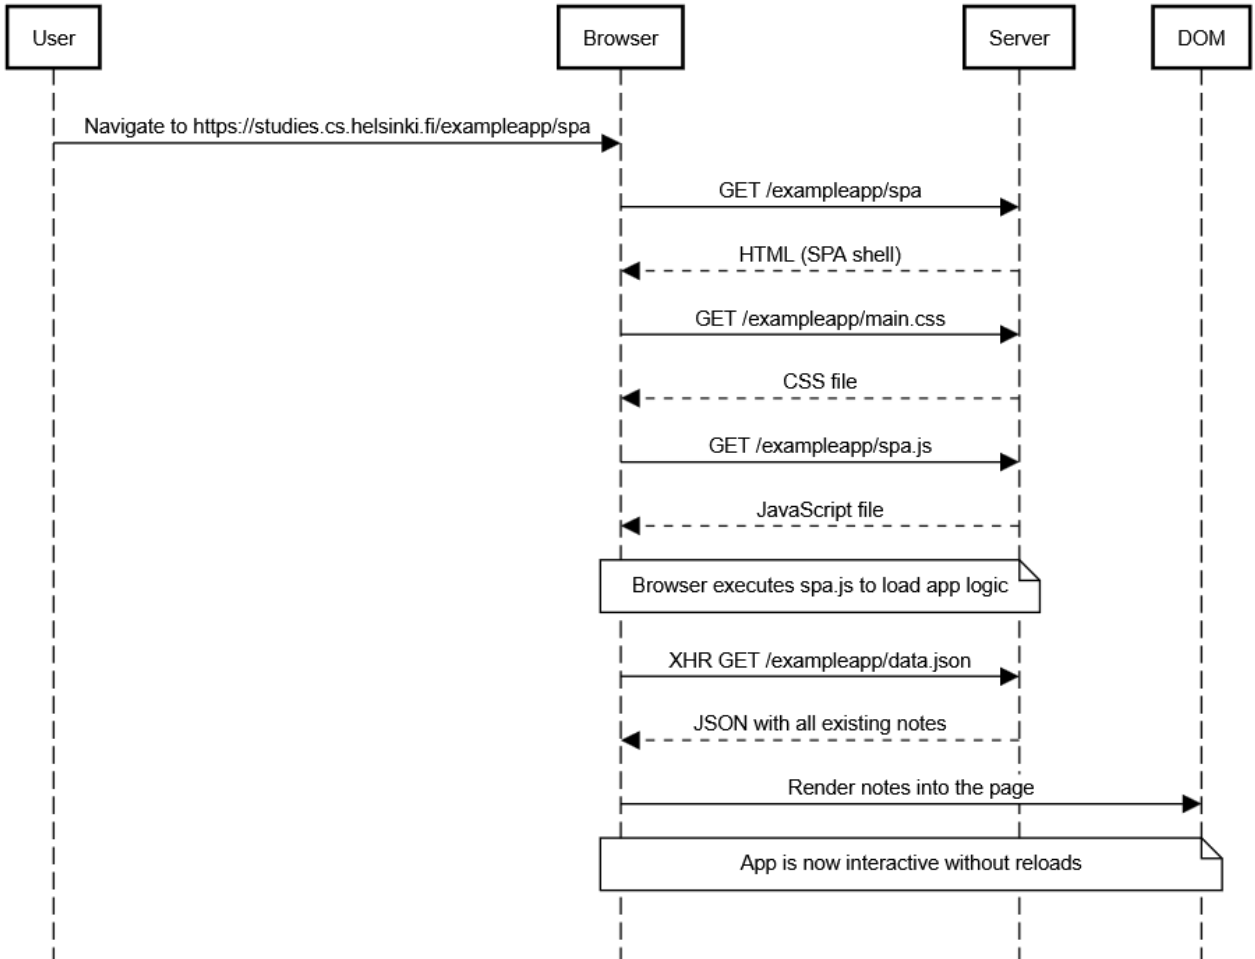 User
Browser
Server
DOM
Navigate to https://studies.cs.helsinki.fi/exampleapp/spa
GET /exampleapp/spa
HTML (SPA shell)
GET /exampleapp/main.css
CSS file
GET /exampleapp/spa.js
JavaScript file
Browser executes spa.js to load app logic
XHR GET /exampleapp/data.json
JSON with all existing notes
Render notes into the page
App is now interactive without reloads